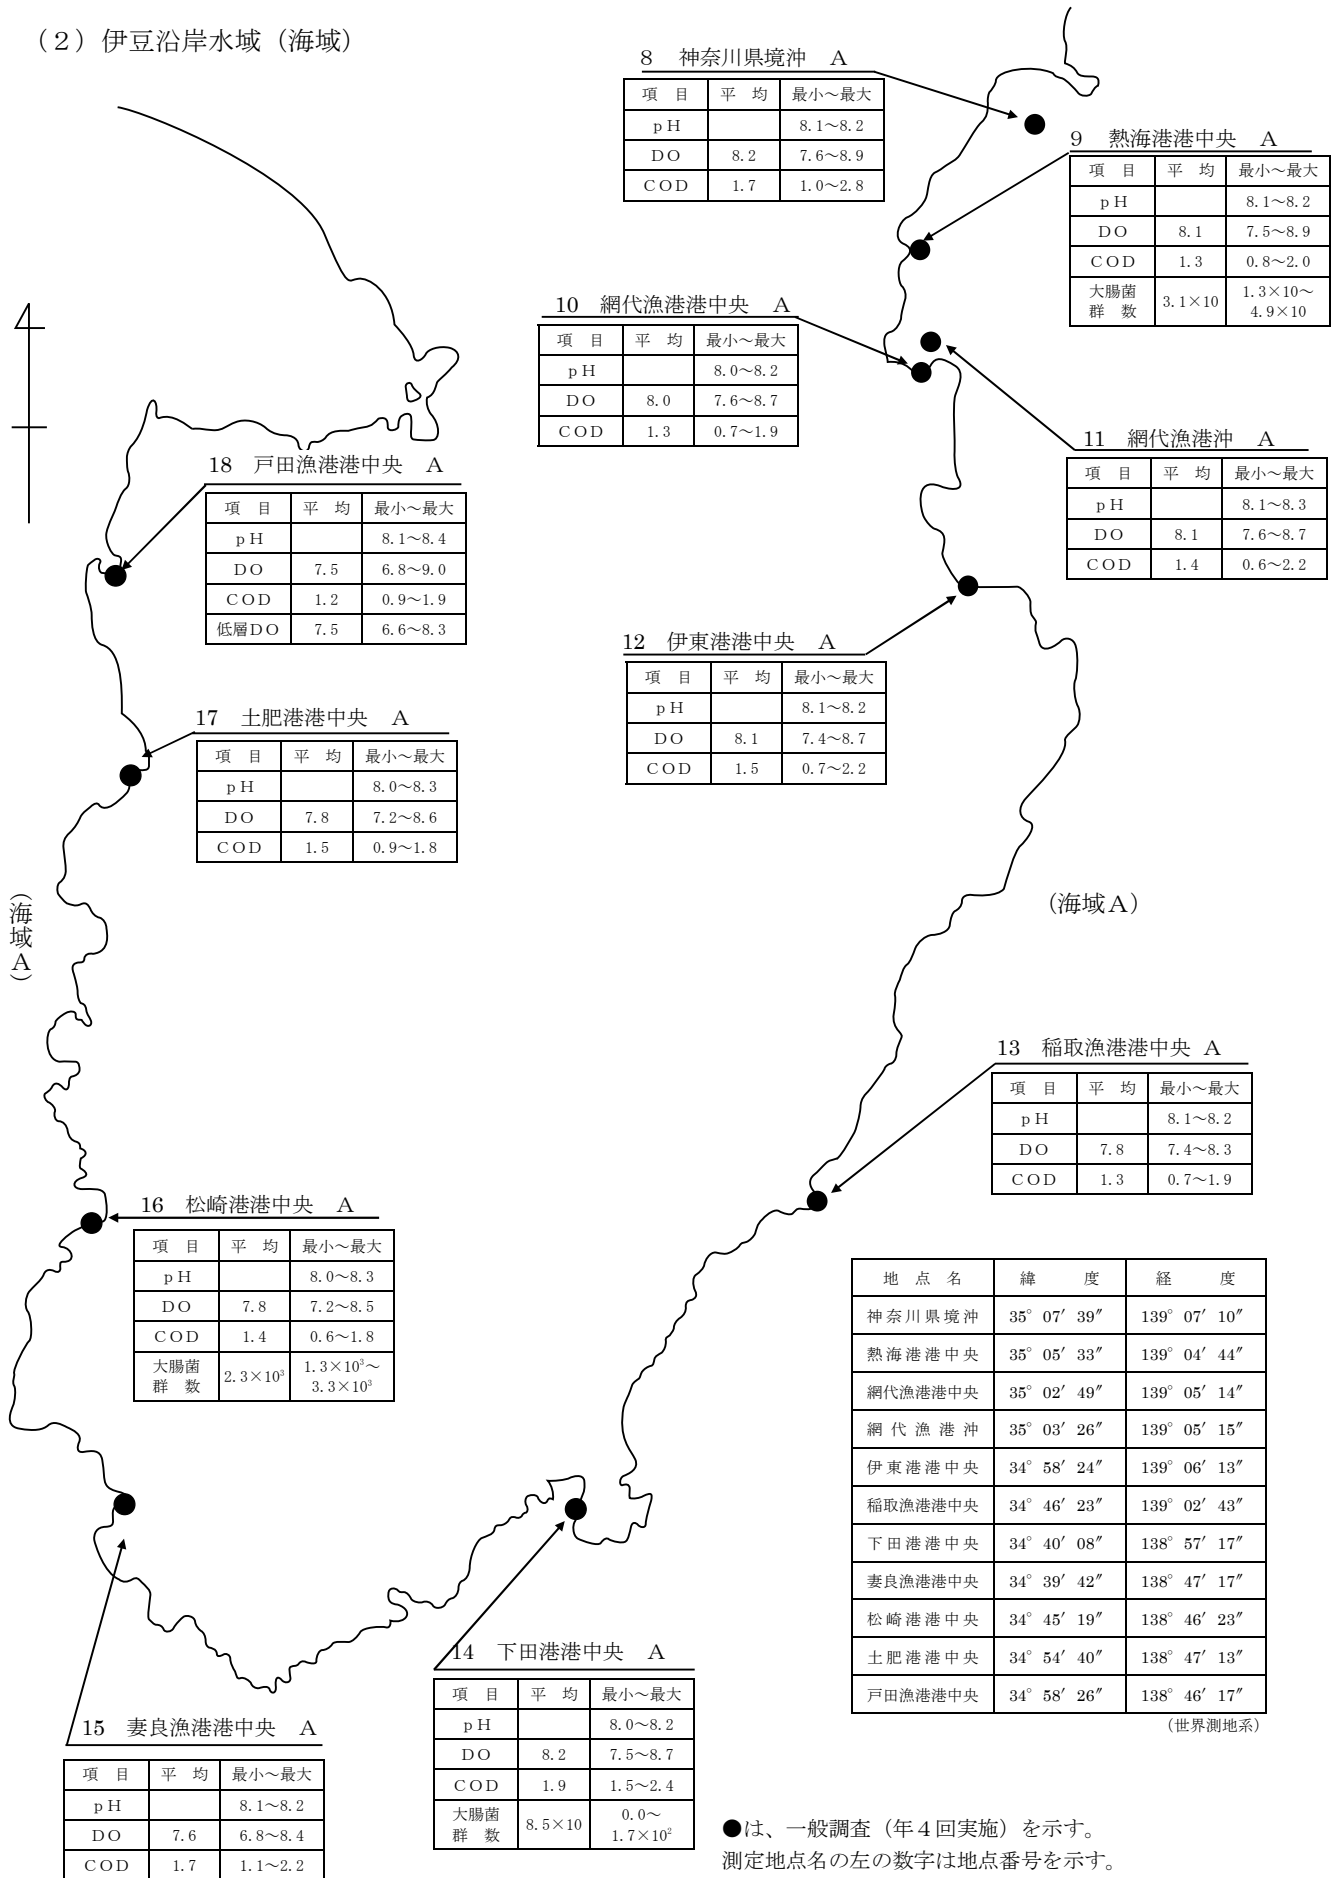 （２）伊豆沿岸水域（海域）
8　神奈川県境沖　A
項　目 平　均 最小～最大
ｐＨ 8.1～8.2
ＤＯ 8.2 7.6～8.9
ＣＯＤ 1.7 1.0～2.8
9　熱海港港中央　A
項　目 平　均 最小～最大
ｐＨ 8.1～8.2
ＤＯ 8.1 7.5～8.9
ＣＯＤ 1.3 0.8～2.0
大腸菌
群　数 3.1×10 1.3×10～
4.9×10
10　網代漁港港中央　A
項　目 平　均 最小～最大
ｐＨ 8.0～8.2
ＤＯ 8.0 7.6～8.7
ＣＯＤ 1.3 0.7～1.9
11　網代漁港沖　A
項　目 平　均 最小～最大
ｐＨ 8.1～8.3
ＤＯ 8.1 7.6～8.7
ＣＯＤ 1.4 0.6～2.2
18　戸田漁港港中央　A
項　目 平　均 最小～最大
ｐＨ 8.1～8.4
ＤＯ 7.5 6.8～9.0
ＣＯＤ 1.2 0.9～1.9
低層ＤＯ 7.5 6.6～8.3
12　伊東港港中央　A
項　目 平　均 最小～最大
ｐＨ 8.1～8.2
ＤＯ 8.1 7.4～8.7
ＣＯＤ 1.5 0.7～2.2
17　土肥港港中央　A
項　目 平　均 最小～最大
ｐＨ 8.0～8.3
ＤＯ 7.8 7.2～8.6
ＣＯＤ 1.5 0.9～1.8
（海域Ａ）
（海域Ａ）
13　稲取漁港港中央 A
項　目 平　均 最小～最大
ｐＨ 8.1～8.2
ＤＯ 7.8 7.4～8.3
ＣＯＤ 1.3 0.7～1.9
16　松崎港港中央　A
項　目 平　均 最小～最大
ｐＨ 8.0～8.3
ＤＯ 7.8 7.2～8.5
ＣＯＤ 1.4 0.6～1.8
大腸菌
群　数 2.3×10³ 1.3×10³～
3.3×10³
地　点　名 緯　　度 経　　度
神奈川県境沖 35° 07′ 39″ 139° 07′ 10″
熱海港港中央 35° 05′ 33″ 139° 04′ 44″
網代漁港港中央 35° 02′ 49″ 139° 05′ 14″
網代漁港沖 35° 03′ 26″ 139° 05′ 15″
伊東港港中央 34° 58′ 24″ 139° 06′ 13″
稲取漁港港中央 34° 46′ 23″ 139° 02′ 43″
下田港港中央 34° 40′ 08″ 138° 57′ 17″
妻良漁港港中央 34° 39′ 42″ 138° 47′ 17″
松崎港港中央 34° 45′ 19″ 138° 46′ 23″
土肥港港中央 34° 54′ 40″ 138° 47′ 13″
戸田漁港港中央 34° 58′ 26″ 138° 46′ 17″
（世界測地系）
14　下田港港中央　A
項　目 平　均 最小～最大
ｐＨ 8.0～8.2
ＤＯ 8.2 7.5～8.7
ＣＯＤ 1.9 1.5～2.4
大腸菌
群　数 8.5×10 0.0～
1.7×10²
15　妻良漁港港中央　A
項　目 平　均 最小～最大
ｐＨ 8.1～8.2
ＤＯ 7.6 6.8～8.4
ＣＯＤ 1.7 1.1～2.2
●は、一般調査（年４回実施）を示す。
測定地点名の左の数字は地点番号を示す。